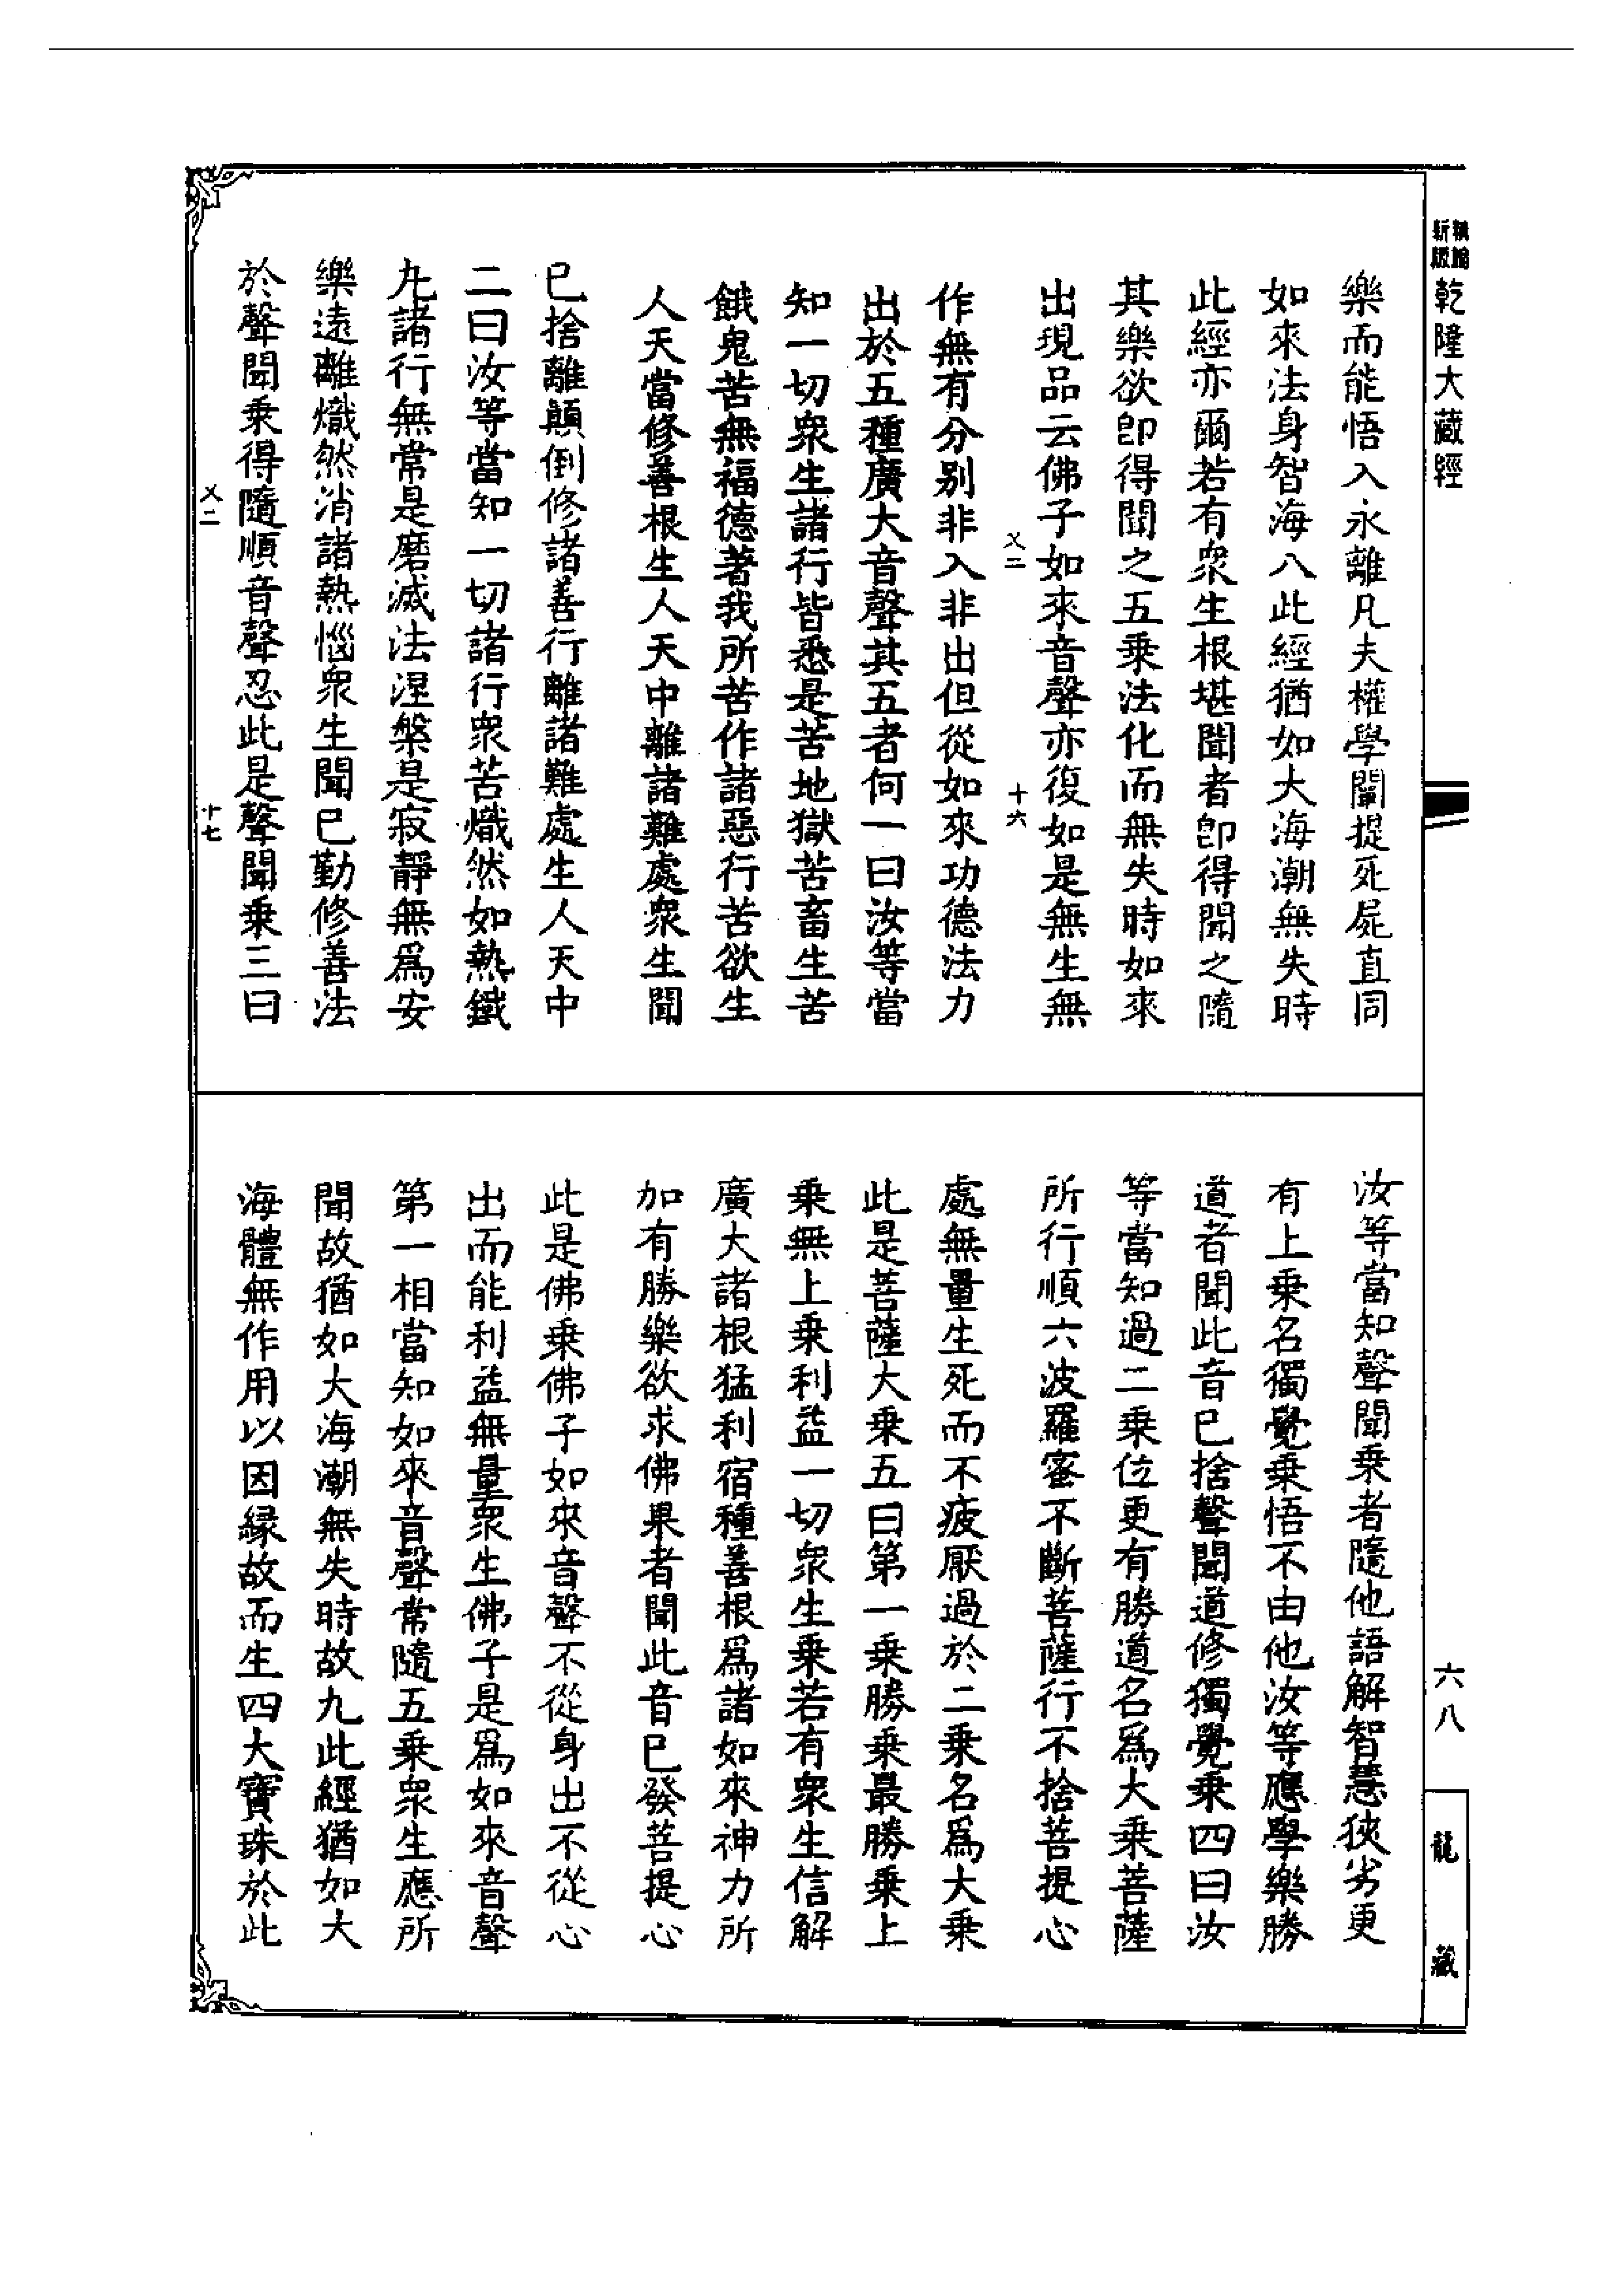 乾隆大藏經
樂而能悟入永離凡夫權學闡提死屍直同
如來法身智海八此經猶如大海潮無失時
此經亦爾若有衆生根堪聞者即得聞之隨
其樂欲即得聞之五乘法化而無失時如來
出現品云佛子如來音聲亦復如是無生無
又二 十六
作無有分别非入非出但從如來功德法力
出於五種廣大音聲其五者何一曰汝等當
知一切衆生諸行皆悉是苦地獄苦畜生苦
餓鬼苦無福德苦著我所苦作諸惡行苦欲生
人天當修善根生人天中離諸難處衆生聞
已捨離顛倒修諸善行離諸難處生人天中
二曰汝等當知一切諸行衆苦熾然如熱鐵
丸諸行無常是磨滅法涅槃是寂靜無爲安
樂遠離熾然消諸熱惱衆生聞已勤修善法
於聲聞乘得隨順音聲忍此是聲聞乘三曰
又二 十七
汝等當知聲聞乘者隨他語解智慧狹劣更
有上乘名獨覺乘悟不由他汝等應學樂勝
道者聞此音已捨聲聞道修獨覺乘四曰汝
等當知過二乘位更有勝道名爲大乘菩薩
所行順六波羅蜜不斷菩薩行不捨菩提心
處無量生死而不疲厭過於二乘名爲大乘
此是菩薩大乘五曰第一乘勝乘最勝乘上
乘無上乘利益一切衆生乘若有衆生信解
廣大諸根猛利宿種善根爲諸如來神力所
加有勝樂欲求佛果者聞此音已發菩提心
此是佛乘佛子如來音聲不從身出不從心
出而能利益無量衆生佛子是爲如來音聲
第一相當知如來音聲常隨五乘衆生應所
聞故猶如大海潮無失時故九此經猶如大
海體無作用以因緣故而生四大寶珠於此
六八
龍藏